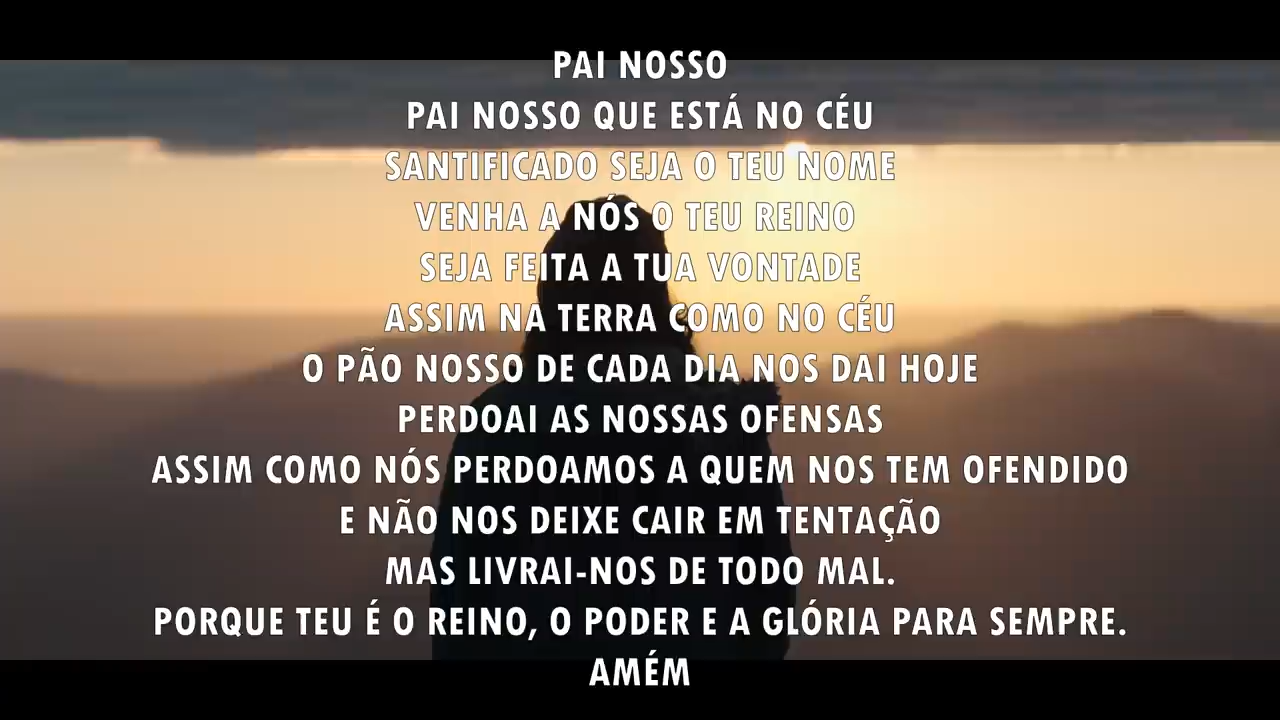 PAI NOSSO
PAI NOSSO QUE ESTÁ NO CÉU
SANTIFICADO SEJA O TEU NOME
VENHA A NÓS O TEU REINO
SEJA FEITA A TUA VONTADE
ASSIM NA TERRA COMO NO CÉU
O PÃO NOSSO DE CADA DIA NOS DAI HOJE
PERDOAI AS NOSSAS OFENSAS
ASSIM COMO NÓS PERDOAMOS A QUEM NOS TEM OFENDIDO
E NÃO NOS DEIXE CAIR EM TENTAÇÃO
MAS LIVRAI-NOS DE TODO MAL.
PORQUE TEU É O REINO, O PODER E A GLÓRIA PARA SEMPRE.
AMÉM